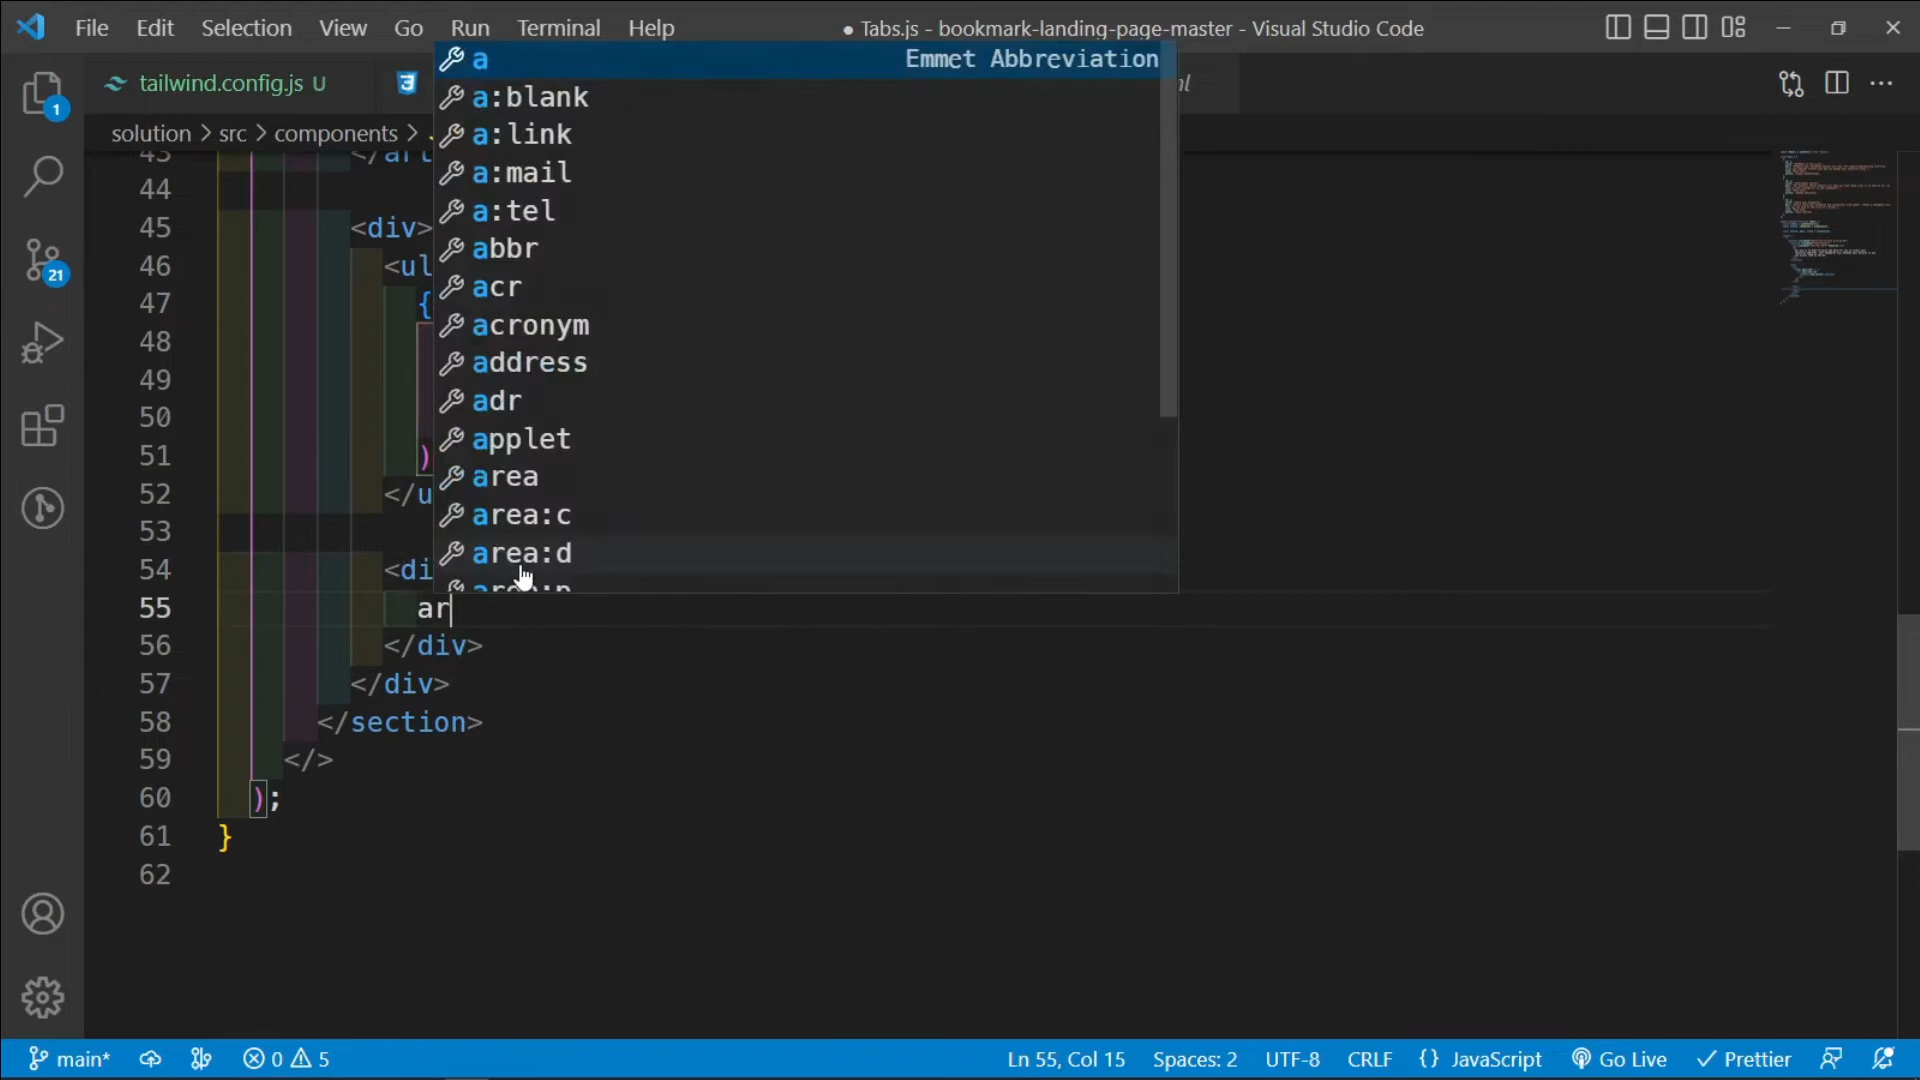 File Edit Selection View Go Run Terminal Help ● Tabs.js - bookmark-landing-page-master - Visual Studio Code
tailwind.config.js U
solution > src > components >
a Emmet Abbreviation
a:blank
a:link
a:mail
a:tel
abbr
acr
acronym
address
adr
applet
area
area:c
area:d
43 </art
44
45 <div>
46 <ul
47 {
48
49
50
51 )
52 </u
53
54 <di
55 ar
56 </div>
57 </div>
58 </section>
59 </>
60 );
61 }
62
1
21
main* 0 5 Ln 55, Col 15 Spaces: 2 UTF-8 CRLF {} JavaScript Go Live Prettier